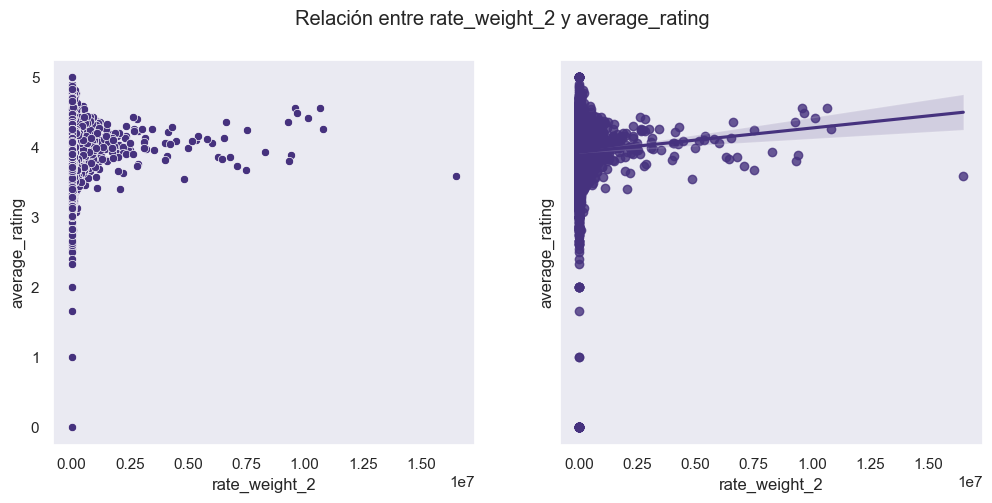 Relación entre rate_weight_2 y average_rating
average_rating
5
4
3
2
1
0
0.00 0.25 0.50 0.75 1.00 1.25 1.50
1e7
rate_weight_2
average_rating
0.00 0.25 0.50 0.75 1.00 1.25 1.50
1e7
rate_weight_2